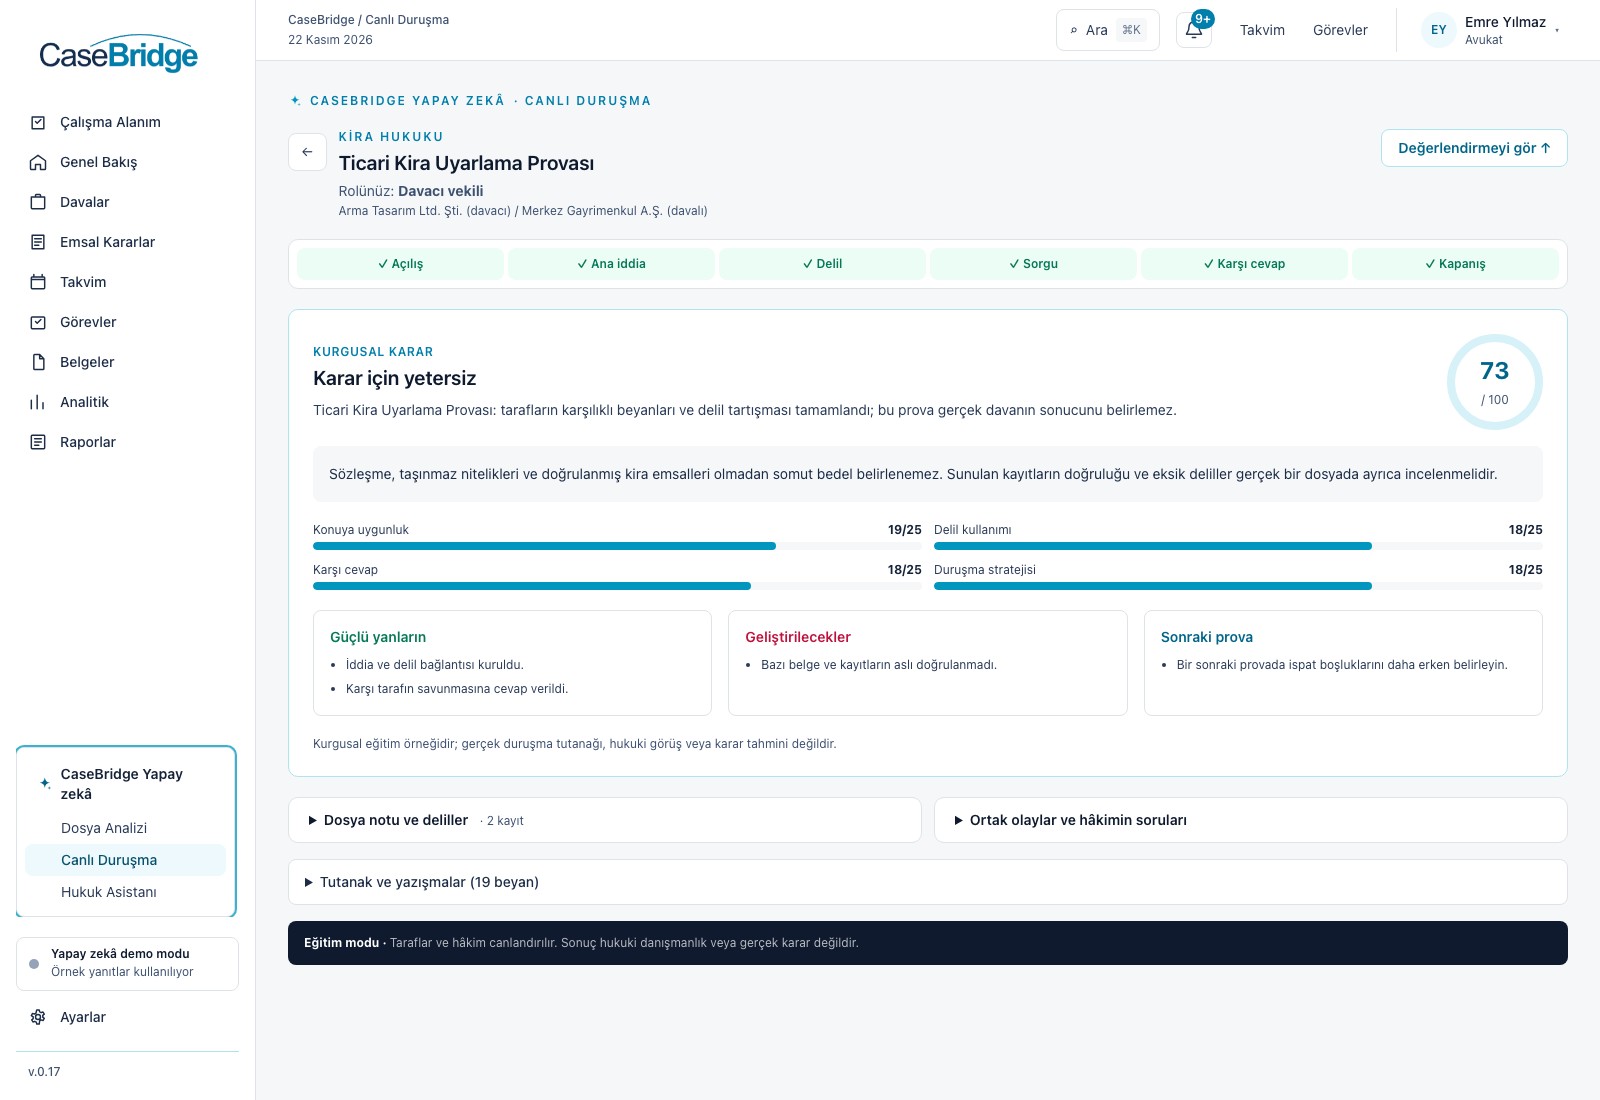 CaseBridge
Çalışma Alanım
Genel Bakış
Davalar
Emsal Kararlar
Takvim
Görevler
Belgeler
Analitik
Raporlar
CaseBridge Yapay
zekâ
Dosya Analizi
Canlı Duruşma
Hukuk Asistanı
Yapay zekâ demo modu
Örnek yanıtlar kullanılıyor
Ayarlar
v.0.17
CaseBridge / Canlı Duruşma
22 Kasım 2026
Ara ⌘K
9+
Takvim
Görevler
EY
Emre Yılmaz
Avukat
CASEBRIDGE YAPAY ZEKÂ · CANLI DURUŞMA
←
KİRA HUKUKU
Ticari Kira Uyarlama Provası
Rolünüz: Davacı vekili
Arma Tasarım Ltd. Şti. (davacı) / Merkez Gayrimenkul A.Ş. (davalı)
Değerlendirmeyi gör ↑
✓ Açılış
✓ Ana iddia
✓ Delil
✓ Sorgu
✓ Karşı cevap
✓ Kapanış
KURGUSAL KARAR
Karar için yetersiz
Ticari Kira Uyarlama Provası: tarafların karşılıklı beyanları ve delil tartışması tamamlandı; bu prova gerçek davanın sonucunu belirlemez.
73
/ 100
Sözleşme, taşınmaz nitelikleri ve doğrulanmış kira emsalleri olmadan somut bedel belirlenemez. Sunulan kayıtların doğruluğu ve eksik deliller gerçek bir dosyada ayrıca incelenmelidir.
Konuya uygunluk 19/25
Delil kullanımı 18/25
Karşı cevap 18/25
Duruşma stratejisi 18/25
Güçlü yanların
• İddia ve delil bağlantısı kuruldu.
• Karşı tarafın savunmasına cevap verildi.
Geliştirilecekler
• Bazı belge ve kayıtların aslı doğrulanmadı.
Sonraki prova
• Bir sonraki provada ispat boşluklarını daha erken belirleyin.
Kurgusal eğitim örneğidir; gerçek duruşma tutanağı, hukuki görüş veya karar tahmini değildir.
▶ Dosya notu ve deliller · 2 kayıt
▶ Ortak olaylar ve hâkimin soruları
▶ Tutanak ve yazışmalar (19 beyan)
Eğitim modu · Taraflar ve hâkim canlandırılır. Sonuç hukuki danışmanlık veya gerçek karar değildir.